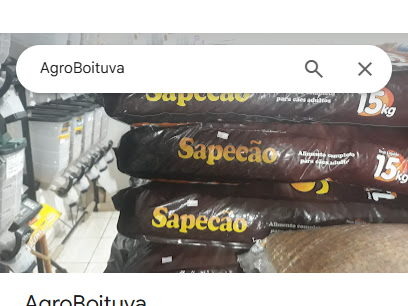 AgroBoituva
Sapecão
para cães adultos
15kg
Sapecão
Alimento completo
para cães adultos
15kg
Sapecão
Alimento completo
AgroBoituva